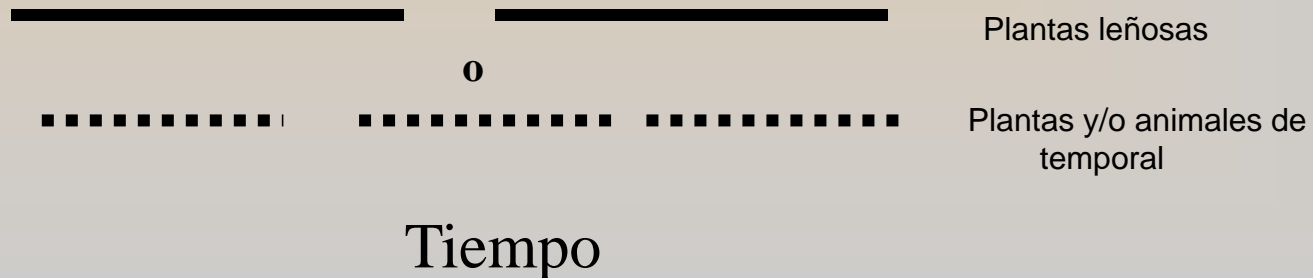 Plantas leñosas
o
Plantas y/o animales de
temporal
Tiempo